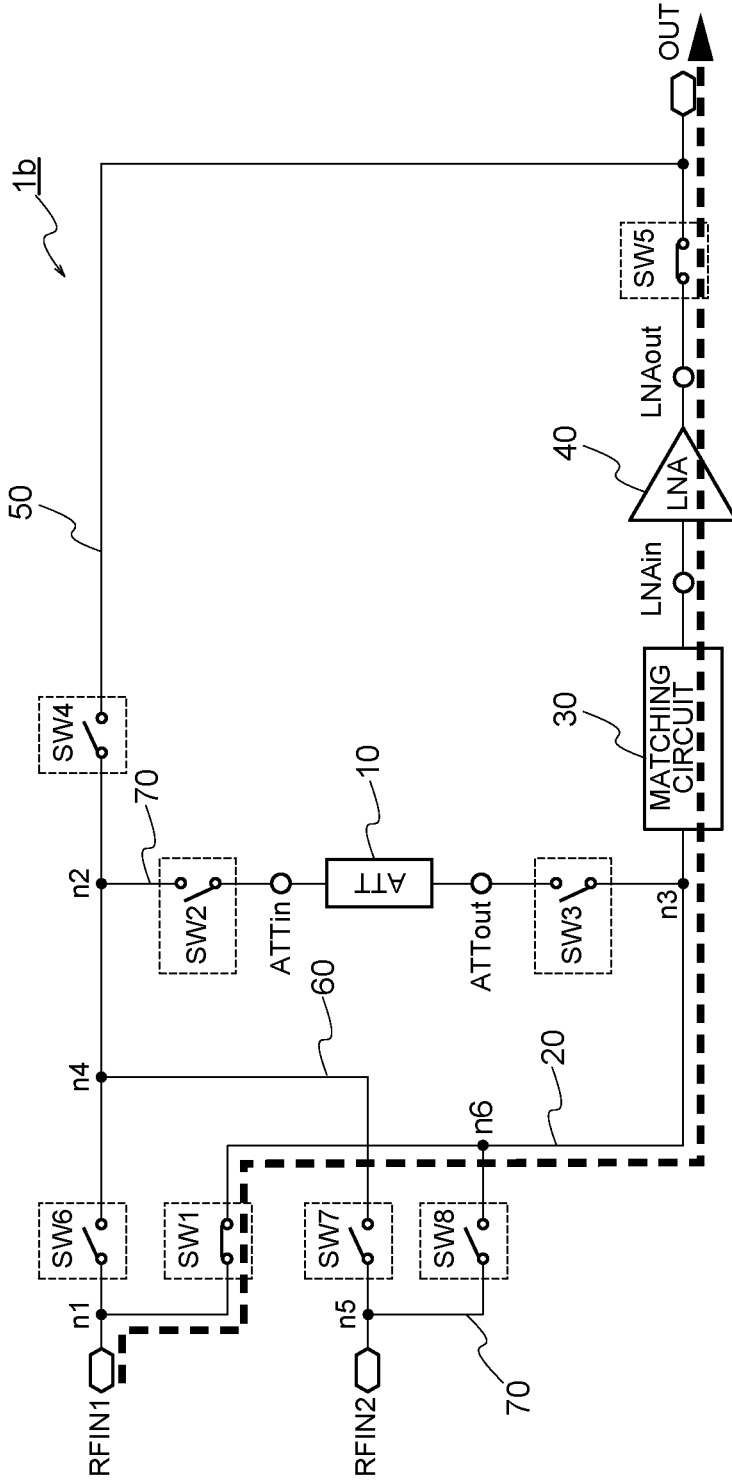 1b
50
SW4
n2
70
SW2
ATTin
10
ATT
ATTout
SW3
n3
n4
60
SW6
n1
RFIN1
SW1
SW7
n5
RFIN2
SW8
n6
70
20
30
MATCHING
CIRCUIT
LNAin
40
LNA
LNAout
SW5
OUT